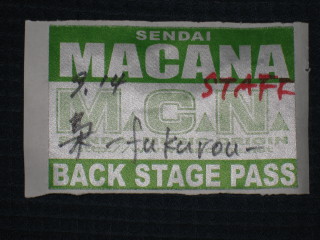 SENDAI
MACANA
9.14 STAFF
M.C.N.
梟 -fukurou-
BACK STAGE PASS